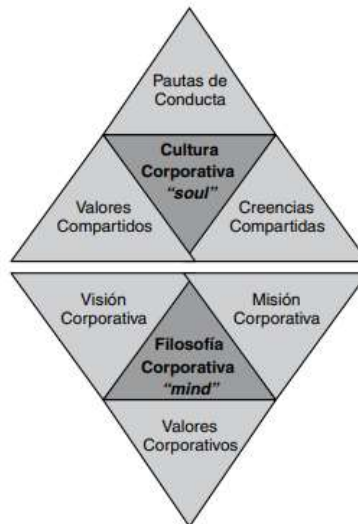 Pautas de
Conducta
Cultura
Corporativa
“soul”
Valores
Compartidos
Creencias
Compartidas
Visión
Corporativa
Misión
Corporativa
Filosofía
Corporativa
“mind”
Valores
Corporativos